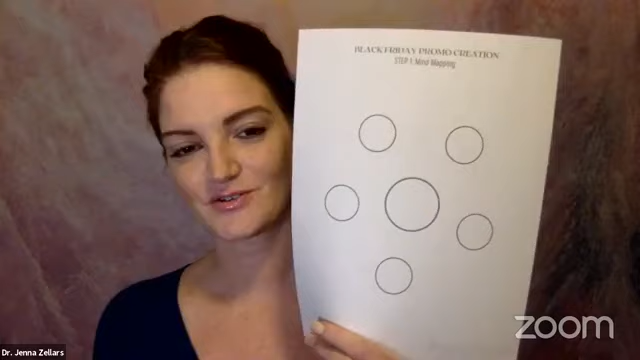 BLACK FRIDAY PROMO CREATION
STEP 1 Mind Mapping
Dr. Jenna Zellars
zoom